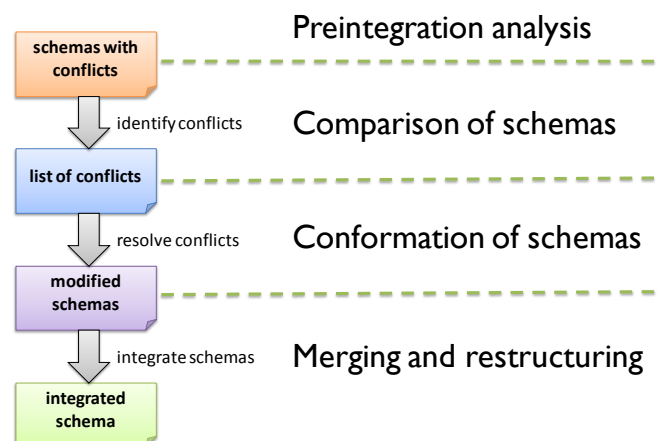 Preintegration analysis
schemas with
conflicts
identify conflicts
Comparison of schemas
list of conflicts
resolve conflicts
Conformation of schemas
modified
schemas
integrate schemas
Merging and restructuring
integrated
schema